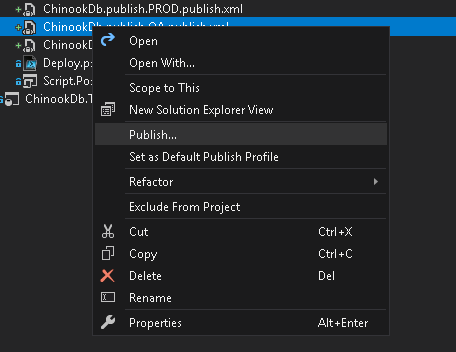 ChinookDb.publish.PROD.publish.xml
ChinookDb.publish.QA.publish.xml
ChinookD
Open
Deploy.p
Open With...
Script.Po
Scope to This
ChinookDb.T
New Solution Explorer View
Publish...
Set as Default Publish Profile
Refactor
Exclude From Project
Cut Ctrl+X
Copy Ctrl+C
Delete Del
Rename
Properties Alt+Enter